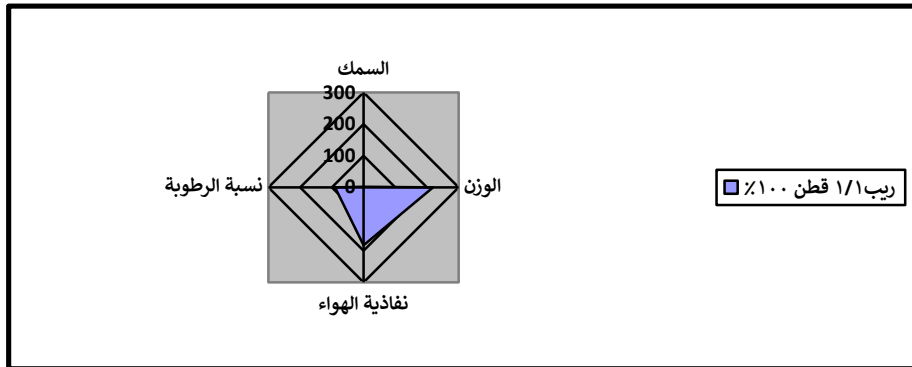 السمك
300
200
100
0
الوزن
نسبة الرطوبة
نفاذية الهواء
ريب١/١ قطن ١٠٠٪